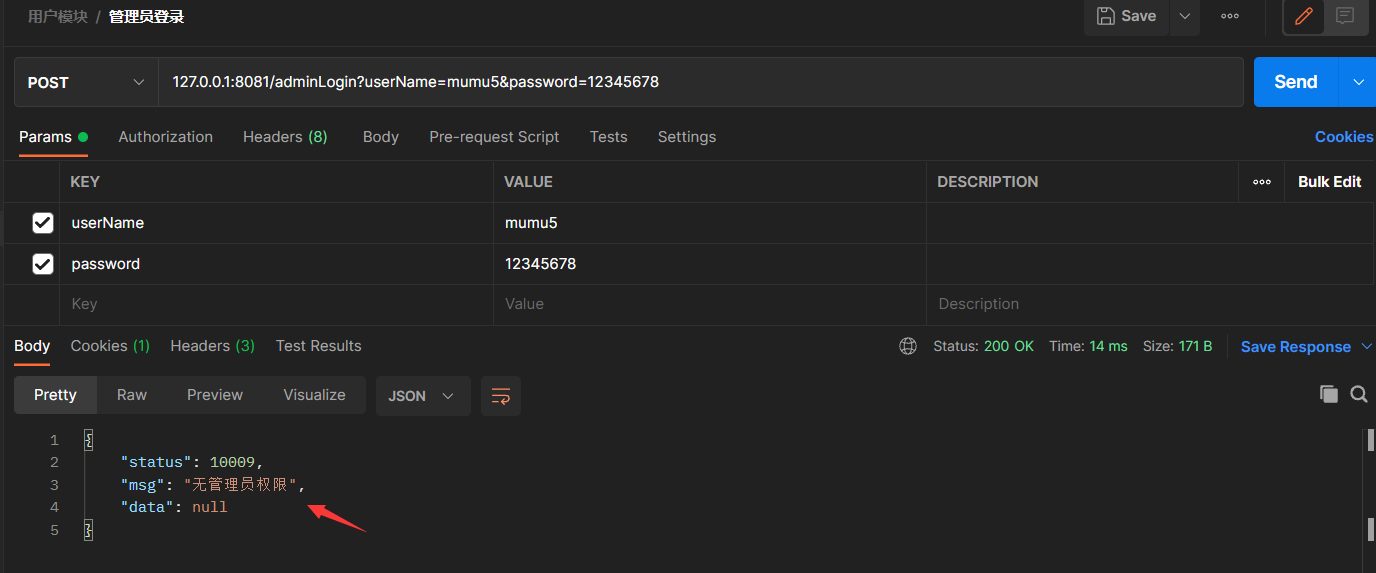 用户模块 / 管理员登录 Save
POST 127.0.0.1:8081/adminLogin?userName=mumu5&password=12345678 Send
Params Authorization Headers (8) Body Pre-request Script Tests Settings Cookies
KEY VALUE DESCRIPTION Bulk Edit
userName mumu5
password 12345678
Key Value Description
Body Cookies (1) Headers (3) Test Results Status: 200 OK Time: 14 ms Size: 171 B Save Response
Pretty Raw Preview Visualize JSON
1 {
2 "status": 10009,
3 "msg": "无管理员权限",
4 "data": null
5 }